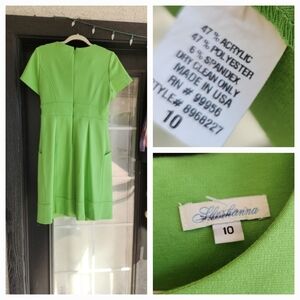 47% ACRYLIC
47% POLYESTER
6% SPANDEX
DRY CLEAN ONLY
MADE IN USA
RN # 99956
STYLE# 8968227
10
Shoshanna
10